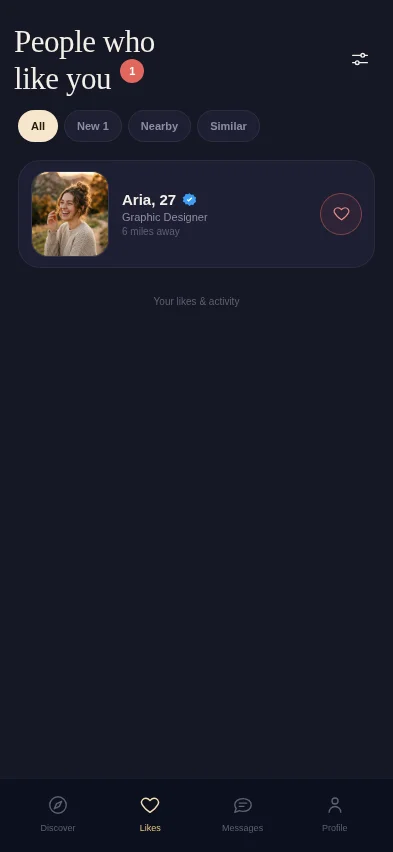 People who
like you 1
All New 1 Nearby Similar
Aria, 27
Graphic Designer
6 miles away
Your likes & activity
Discover Likes Messages Profile